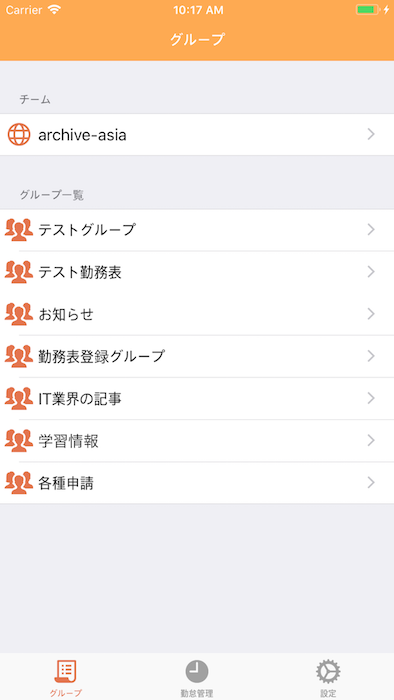 Carrier 10:17 AM
グループ
チーム
archive-asia
グループ一覧
テストグループ
テスト勤務表
お知らせ
勤務表登録グループ
IT業界の記事
学習情報
各種申請
グループ 勤怠管理 設定